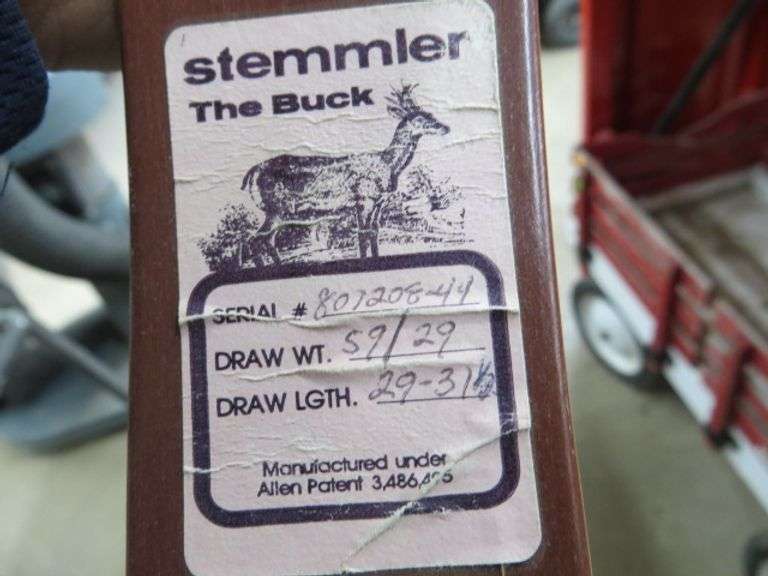 stemmler
The Buck
SERIAL # 807208-44
DRAW WT. 59/29
DRAW LGTH. 29-31½
Manufactured under
Allen Patent 3,486,495